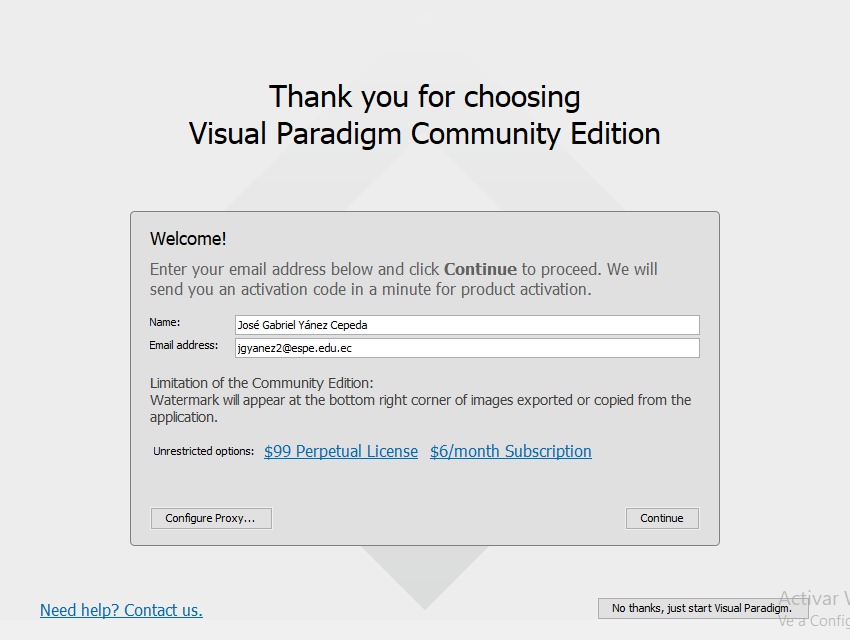 Thank you for choosing
Visual Paradigm Community Edition
Welcome!
Enter your email address below and click Continue to proceed. We will
send you an activation code in a minute for product activation.
Name: José Gabriel Yánez Cepeda
Email address: jgyanez2@espe.edu.ec
Limitation of the Community Edition:
Watermark will appear at the bottom right corner of images exported or copied from the
application.
Unrestricted options: $99 Perpetual License $6/month Subscription
Configure Proxy... Continue
Need help? Contact us. No thanks, just start Visual Paradigm.
Activar
Ve a Config